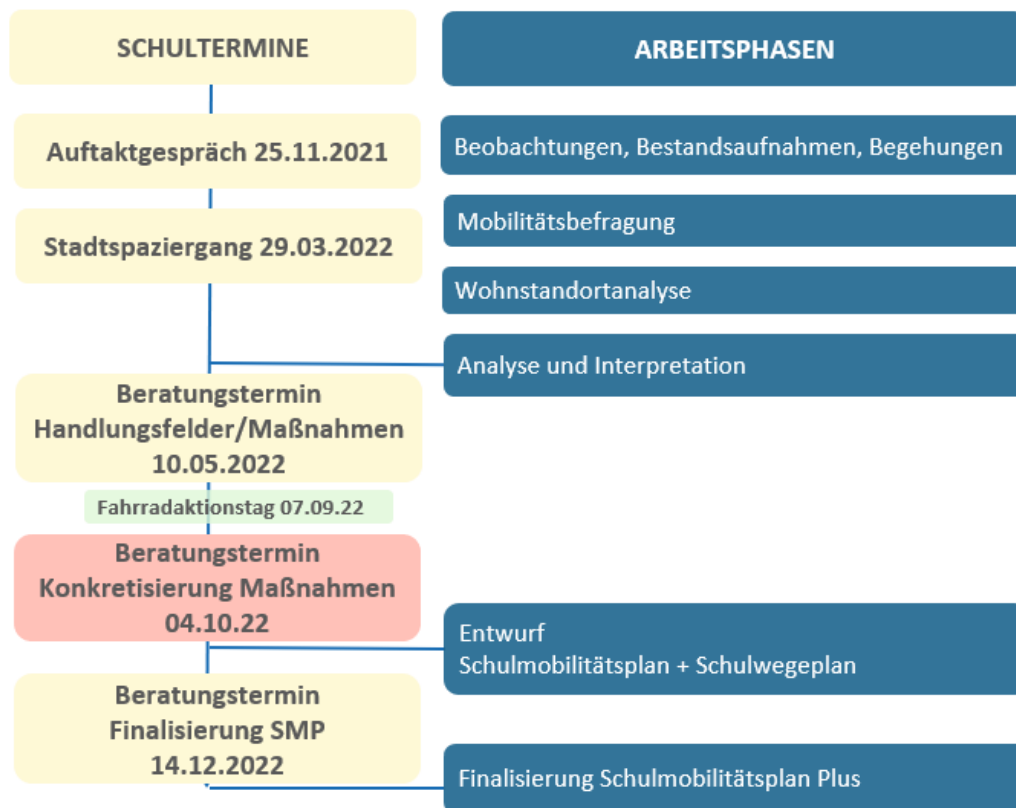 SCHULTERMINE
Auftaktgespräch 25.11.2021
Stadtspaziergang 29.03.2022
Beratungstermin
Handlungsfelder/Maßnahmen
10.05.2022
Fahrradaktionstag 07.09.22
Beratungstermin
Konkretisierung Maßnahmen
04.10.22
Beratungstermin
Finalisierung SMP
14.12.2022
ARBEITSPHASEN
Beobachtungen, Bestandsaufnahmen, Begehungen
Mobilitätsbefragung
Wohnstandortanalyse
Analyse und Interpretation
Entwurf
Schulmobilitätsplan + Schulwegeplan
Finalisierung Schulmobilitätsplan Plus